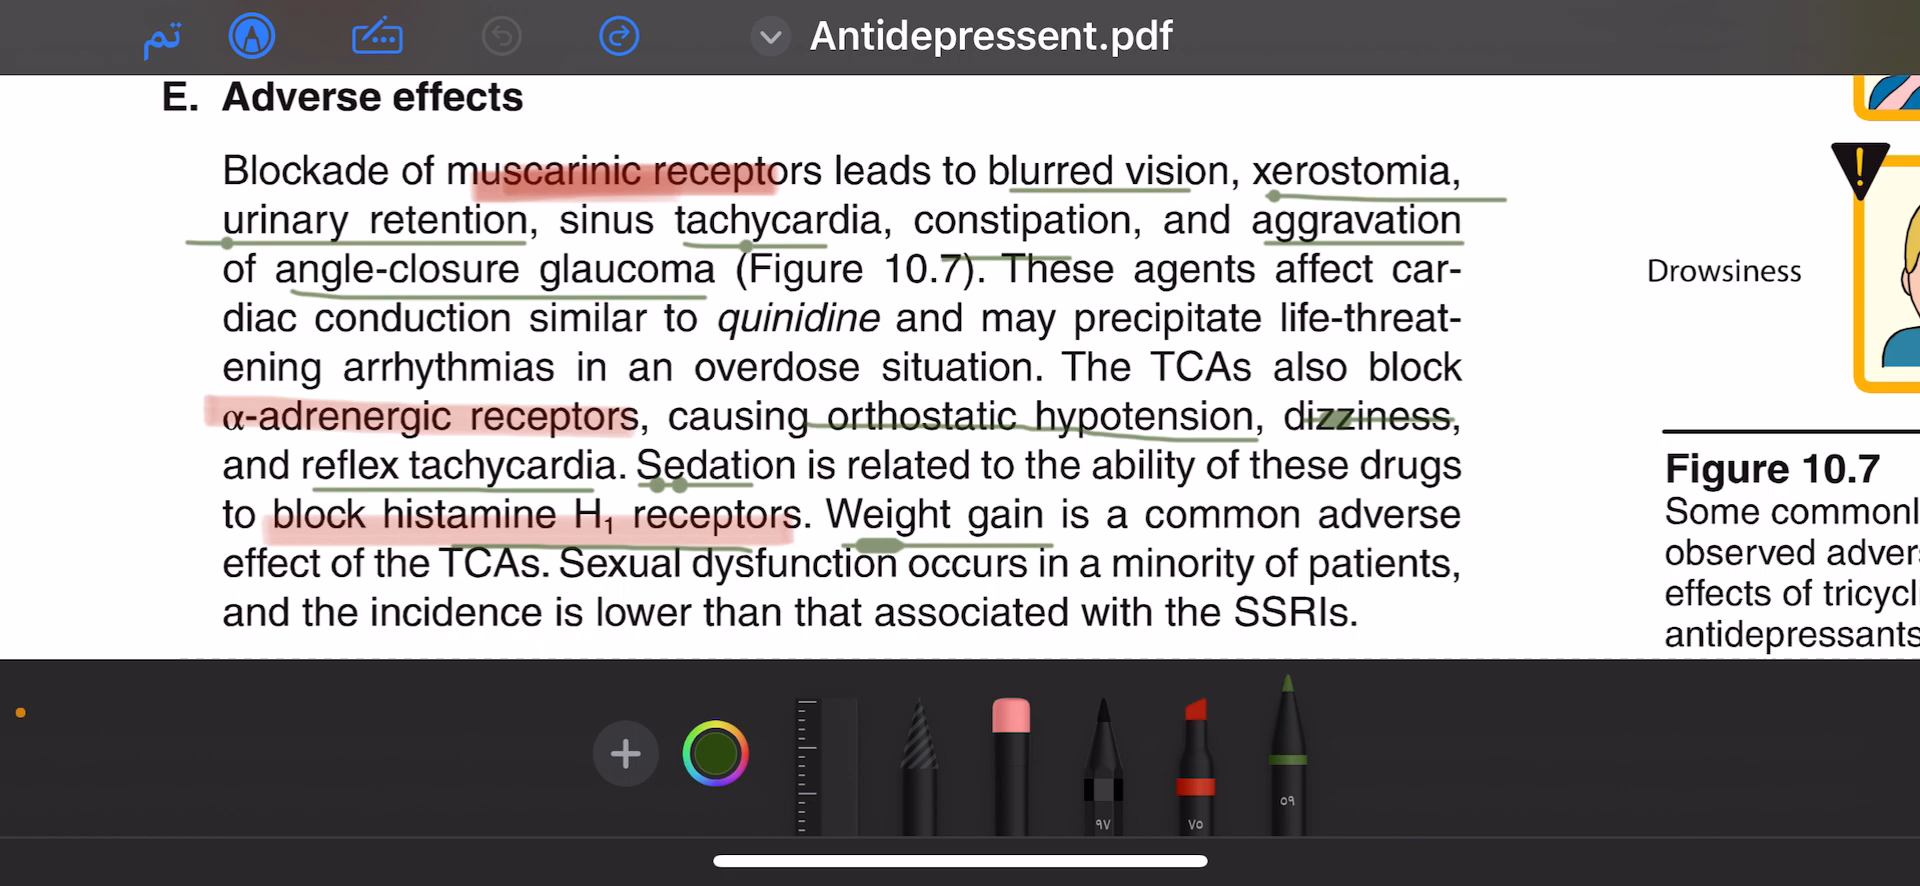 تم
Antidepressent.pdf
E. Adverse effects
Blockade of muscarinic receptors leads to blurred vision, xerostomia,
urinary retention, sinus tachycardia, constipation, and aggravation
of angle-closure glaucoma (Figure 10.7). These agents affect car-
diac conduction similar to quinidine and may precipitate life-threat-
ening arrhythmias in an overdose situation. The TCAs also block
α-adrenergic receptors, causing orthostatic hypotension, dizziness,
and reflex tachycardia. Sedation is related to the ability of these drugs
to block histamine H₁ receptors. Weight gain is a common adverse
effect of the TCAs. Sexual dysfunction occurs in a minority of patients,
and the incidence is lower than that associated with the SSRIs.
!
Drowsiness
Figure 10.7
Some commonl
observed advers
effects of tricycl
antidepressants
٩٧
٧٥
٥٩